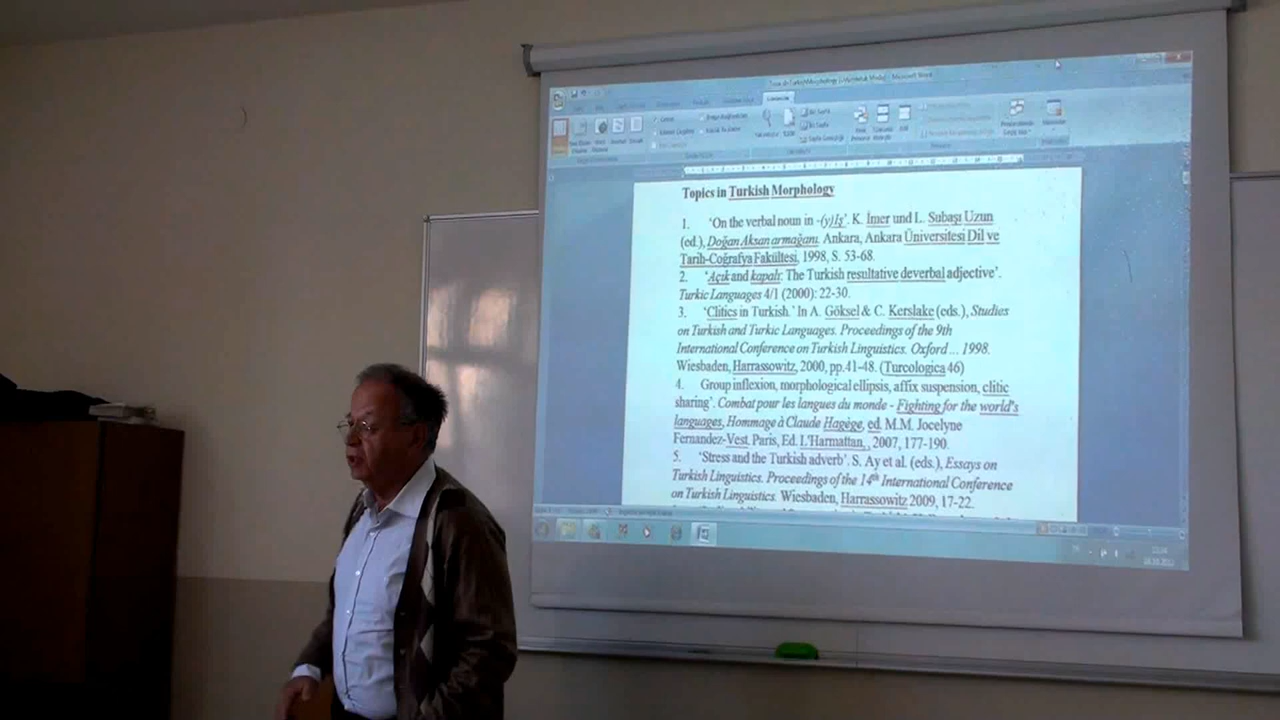 Microsoft Word
Topics in Turkish Morphology
1. 'On the verbal noun in -(y)Iş'. K. İmer und L. Subaşı Uzun
(ed.), Doğan Aksan armağanı. Ankara, Ankara Üniversitesi Dil ve
Tarih-Coğrafya Fakültesi, 1998, S. 53-68.
2. 'Açık and kapalı: The Turkish resultative deverbal adjective'.
Turkic Languages 4/1 (2000): 22-30.
3. 'Clitics in Turkish.' In A. Göksel & C. Kerslake (eds.), Studies
on Turkish and Turkic Languages. Proceedings of the 9th
International Conference on Turkish Linguistics. Oxford ... 1998.
Wiesbaden, Harrassowitz, 2000, pp.41-48. (Turcologica 46)
4. Group inflexion, morphological ellipsis, affix suspension, clitic
sharing'. Combat pour les langues du monde - Fighting for the world's
languages, Hommage à Claude Hagège, ed. M.M. Jocelyne
Fernandez-Vest. Paris, Ed. L'Harmattan, , 2007, 177-190.
5. 'Stress and the Turkish adverb'. S. Ay et al. (eds.), Essays on
Turkish Linguistics. Proceedings of the 14th International Conference
on Turkish Linguistics. Wiesbaden, Harrassowitz 2009, 17-22.